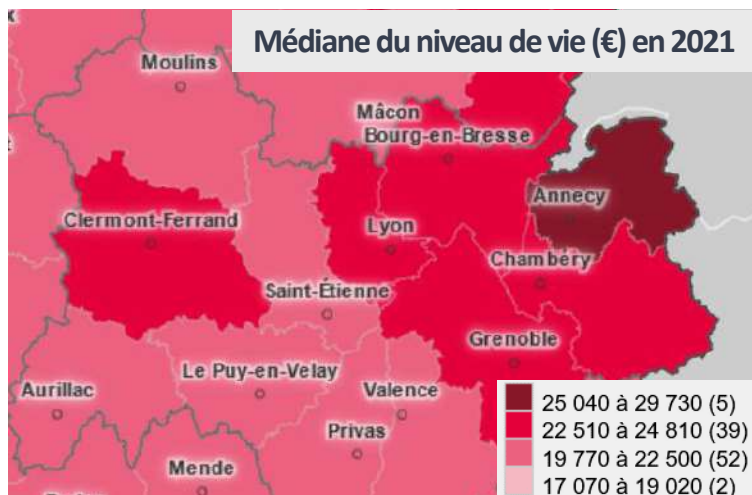 Médiane du niveau de vie (€) en 2021
Moulins
Mâcon
Bourg-en-Bresse
Annecy
Clermont-Ferrand
Lyon
Chambéry
Saint-Étienne
Grenoble
Le Puy-en-Velay
Aurillac
Valence
Privas
Mende
25 040 à 29 730 (5)
22 510 à 24 810 (39)
19 770 à 22 500 (52)
17 070 à 19 020 (2)